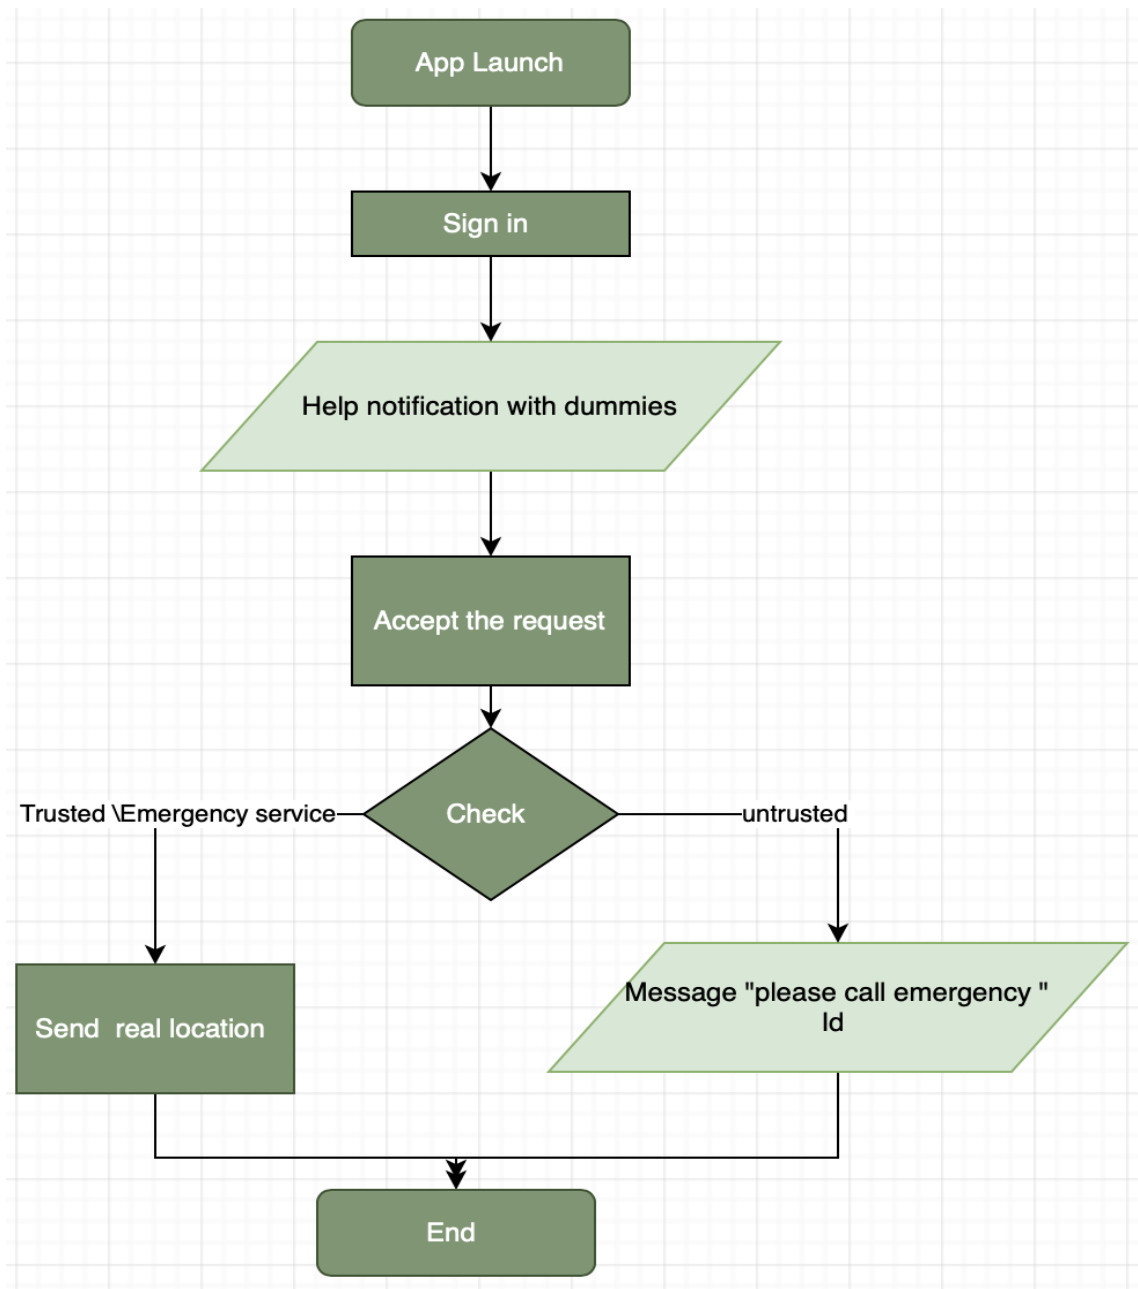 App Launch
Sign in
Help notification with dummies
Accept the request
Check
Trusted \Emergency service
untrusted
Send  real location
Message "please call emergency "
Id
End